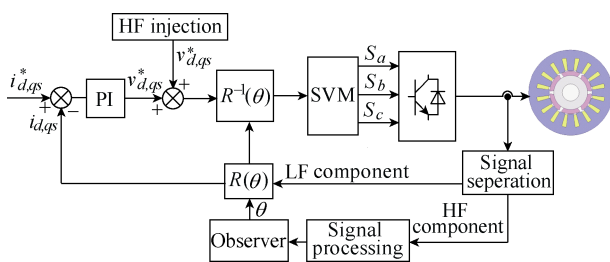 HF injection
v*d,qs
i*d,qs
+
−
PI
v*d,qs
+
+
R⁻¹(θ)
SVM
Sa
Sb
Sc
id,qs
R(θ)
LF component
Signal
seperation
θ
HF
component
Observer
Signal
processing